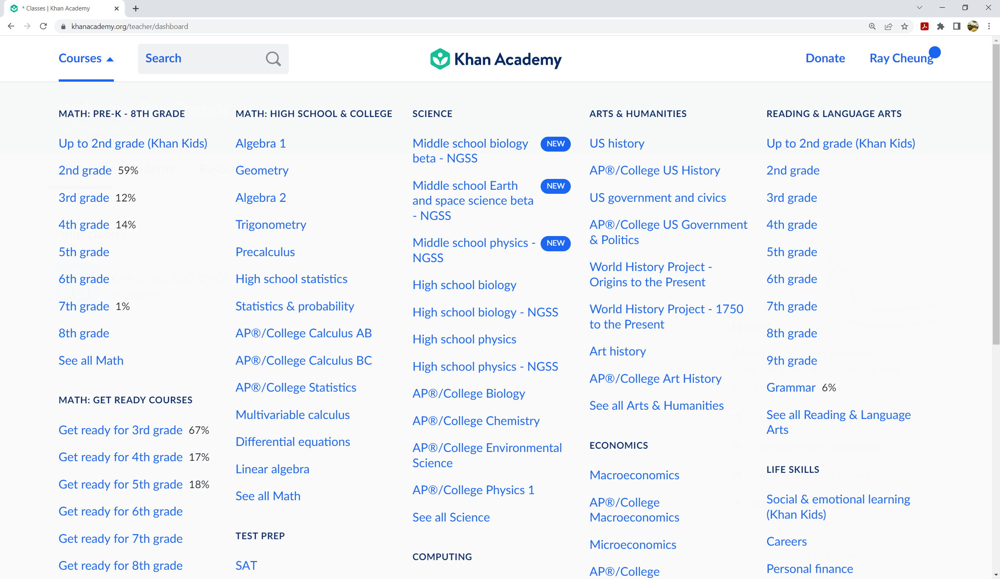 * Classes | Khan Academy
khanacademy.org/teacher/dashboard
Courses
Search
Khan Academy
Donate
Ray Cheung
MATH: PRE-K - 8TH GRADE
Up to 2nd grade (Khan Kids)
2nd grade 59%
3rd grade 12%
4th grade 14%
5th grade
6th grade
7th grade 1%
8th grade
See all Math
MATH: GET READY COURSES
Get ready for 3rd grade 67%
Get ready for 4th grade 17%
Get ready for 5th grade 18%
Get ready for 6th grade
Get ready for 7th grade
Get ready for 8th grade
MATH: HIGH SCHOOL & COLLEGE
Algebra 1
Geometry
Algebra 2
Trigonometry
Precalculus
High school statistics
Statistics & probability
AP®/College Calculus AB
AP®/College Calculus BC
AP®/College Statistics
Multivariable calculus
Differential equations
Linear algebra
See all Math
TEST PREP
SAT
SCIENCE
Middle school biology NEW
beta - NGSS
Middle school Earth NEW
and space science beta
- NGSS
Middle school physics - NEW
NGSS
High school biology
High school biology - NGSS
High school physics
High school physics - NGSS
AP®/College Biology
AP®/College Chemistry
AP®/College Environmental
Science
AP®/College Physics 1
See all Science
COMPUTING
ARTS & HUMANITIES
US history
AP®/College US History
US government and civics
AP®/College US Government
& Politics
World History Project -
Origins to the Present
World History Project - 1750
to the Present
Art history
AP®/College Art History
See all Arts & Humanities
ECONOMICS
Macroeconomics
AP®/College
Macroeconomics
Microeconomics
AP®/College
READING & LANGUAGE ARTS
Up to 2nd grade (Khan Kids)
2nd grade
3rd grade
4th grade
5th grade
6th grade
7th grade
8th grade
9th grade
Grammar 6%
See all Reading & Language
Arts
LIFE SKILLS
Social & emotional learning
(Khan Kids)
Careers
Personal finance